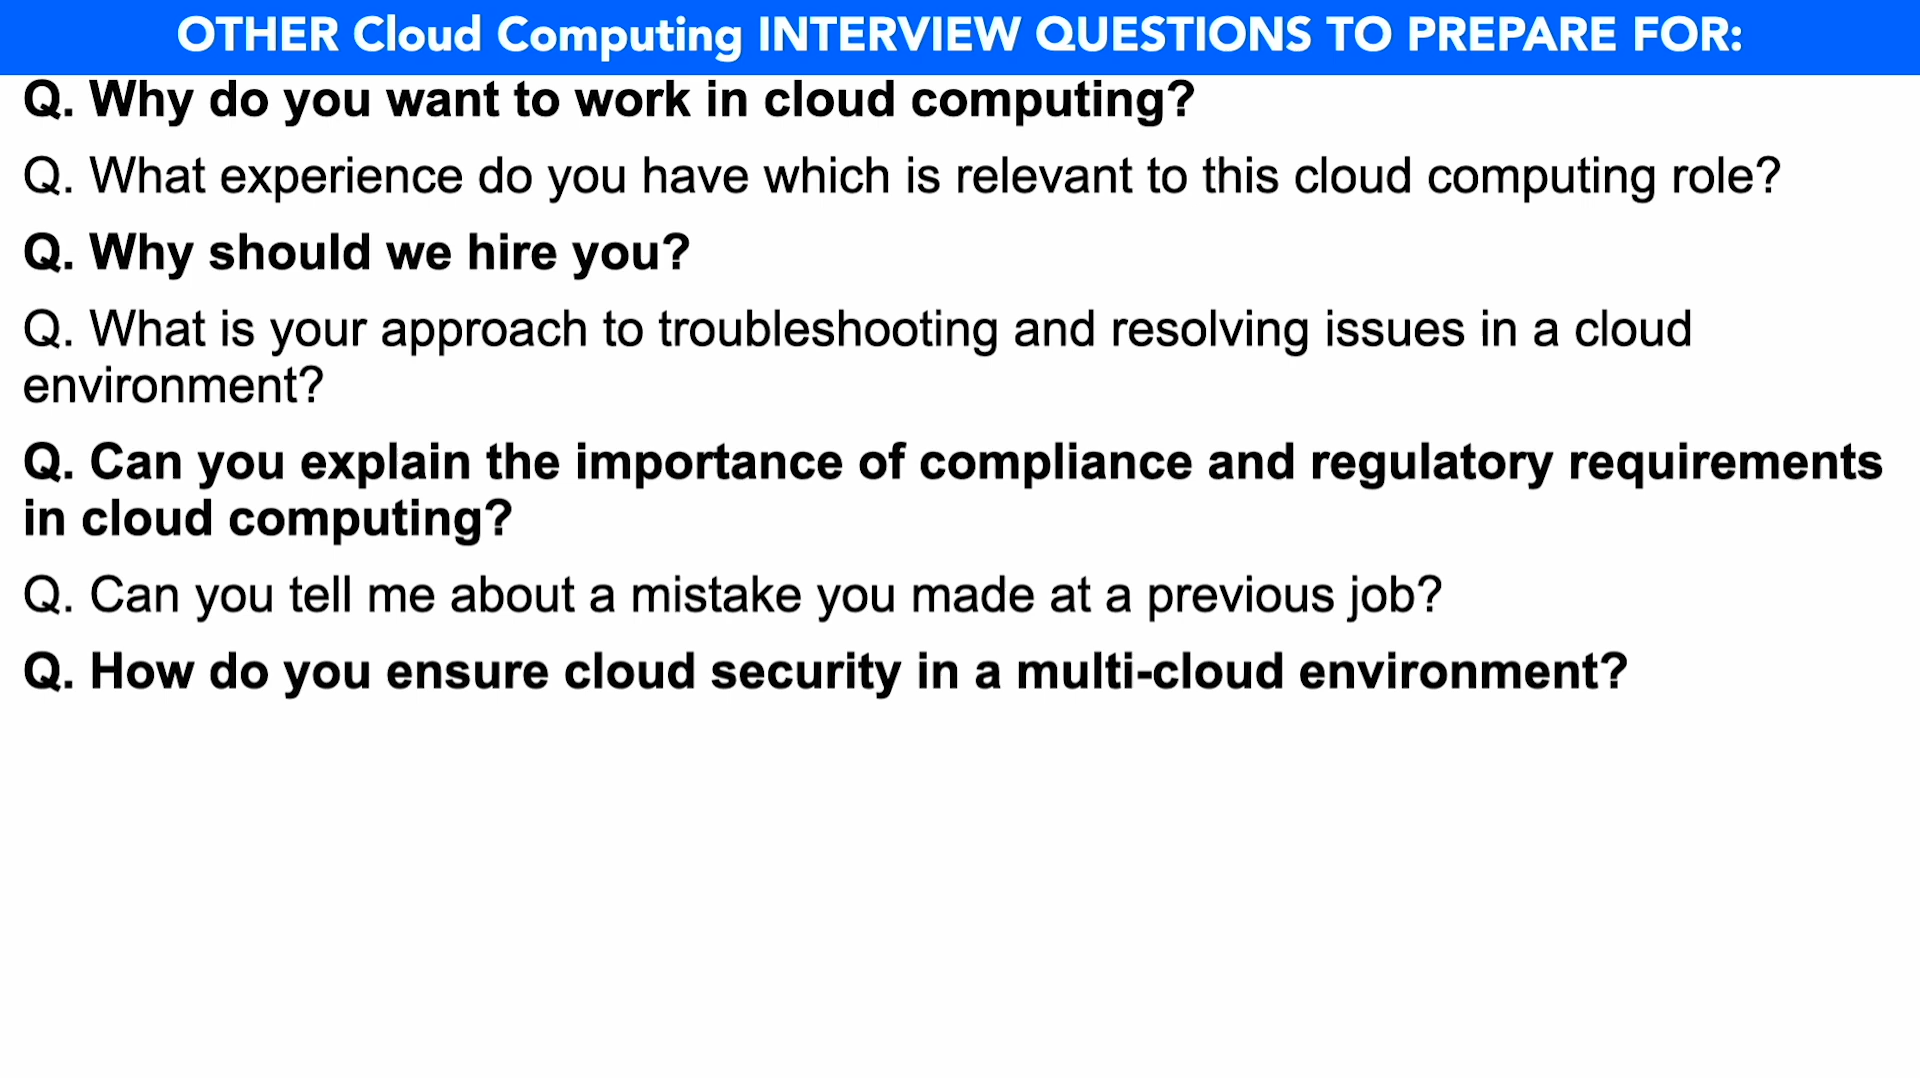 OTHER Cloud Computing INTERVIEW QUESTIONS TO PREPARE FOR:
Q. Why do you want to work in cloud computing?
Q. What experience do you have which is relevant to this cloud computing role?
Q. Why should we hire you?
Q. What is your approach to troubleshooting and resolving issues in a cloud
environment?
Q. Can you explain the importance of compliance and regulatory requirements
in cloud computing?
Q. Can you tell me about a mistake you made at a previous job?
Q. How do you ensure cloud security in a multi-cloud environment?